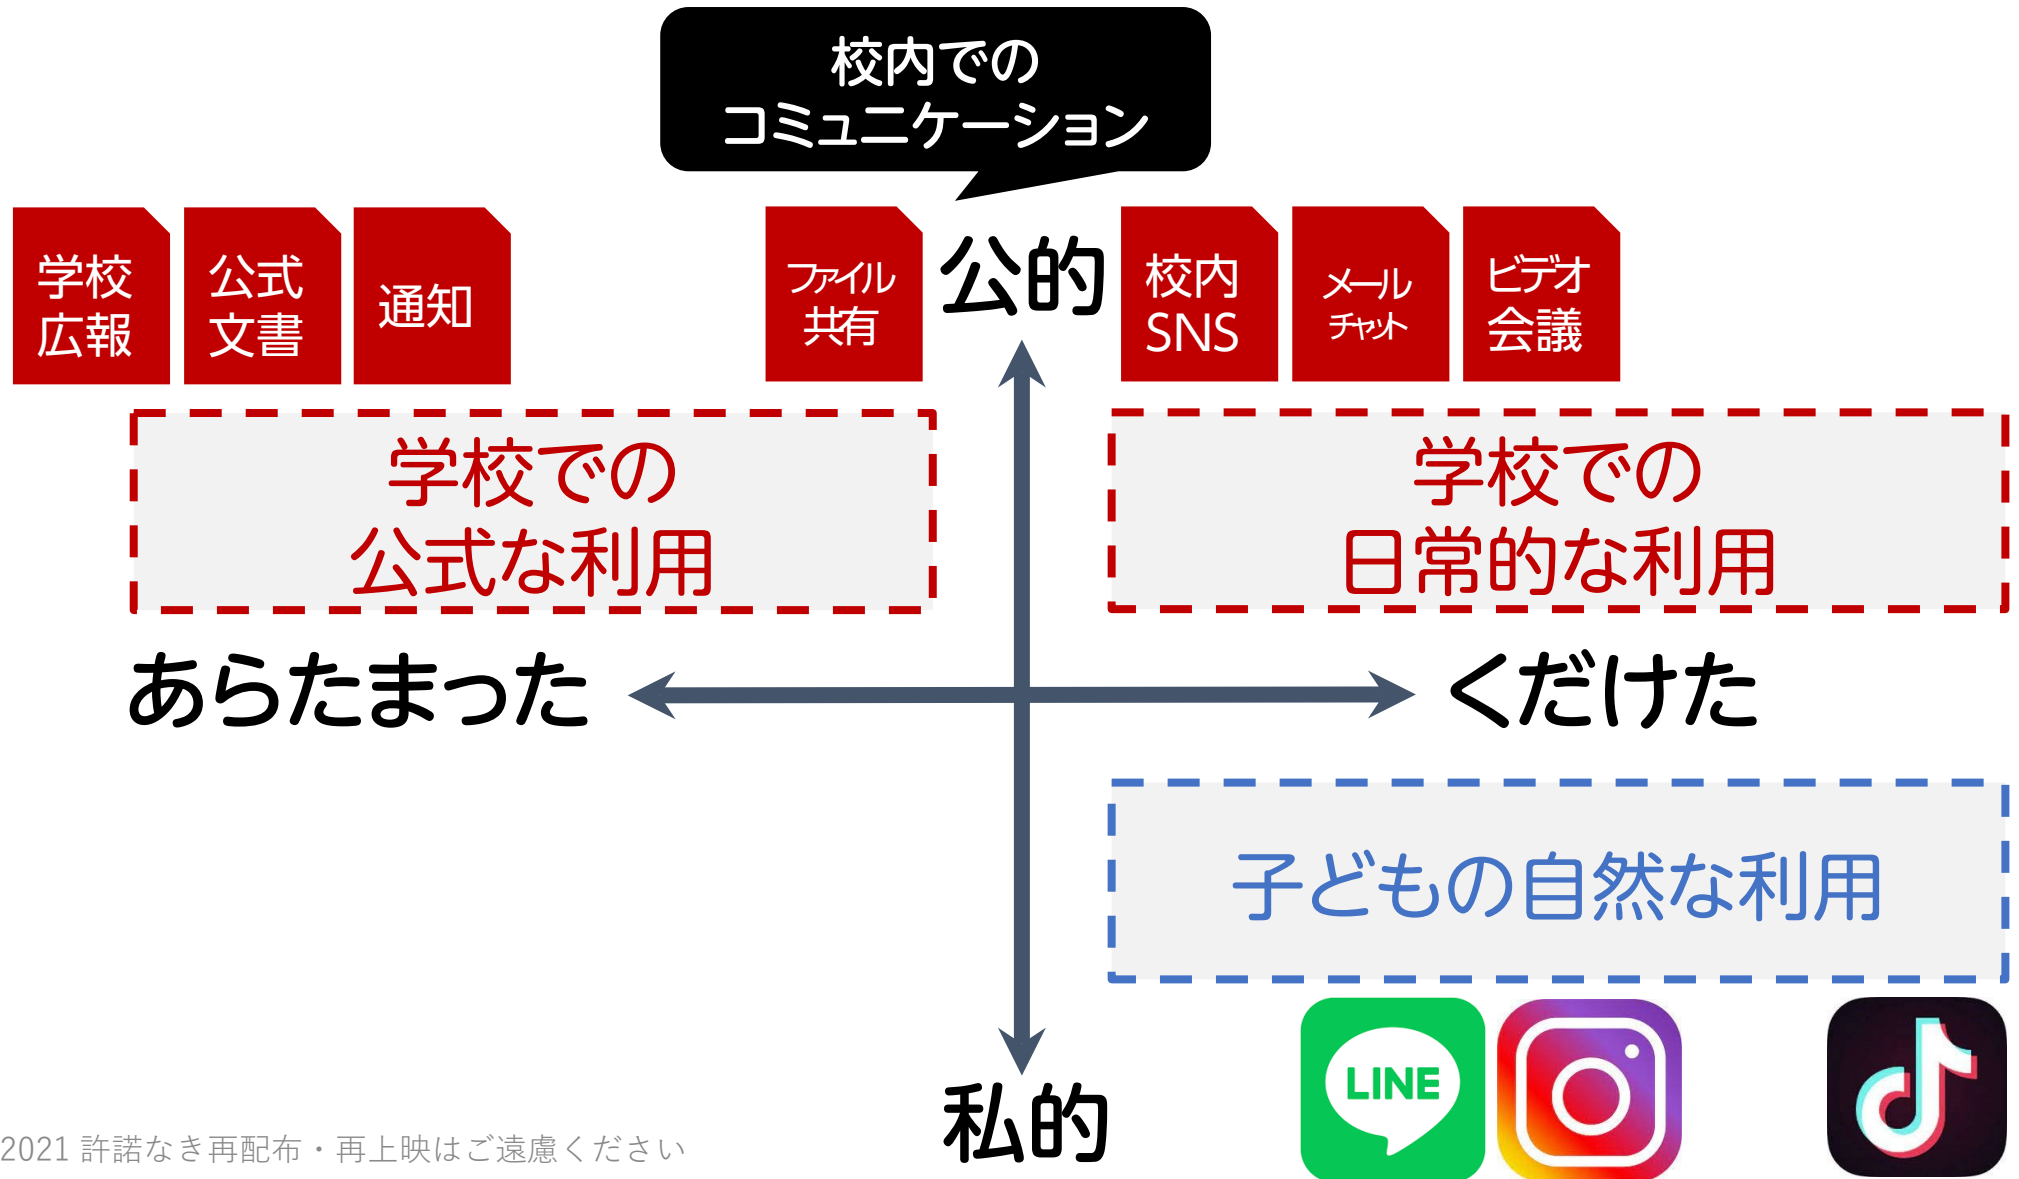 校内での
コミュニケーション
学校
広報
公式
文書
通知
ファイル
共有
公的
校内
SNS
メール
チャット
ビデオ
会議
学校での
公式な利用
学校での
日常的な利用
あらたまった
くだけた
子どもの自然な利用
LINE
私的
2021 許諾なき再配布・再上映はご遠慮ください